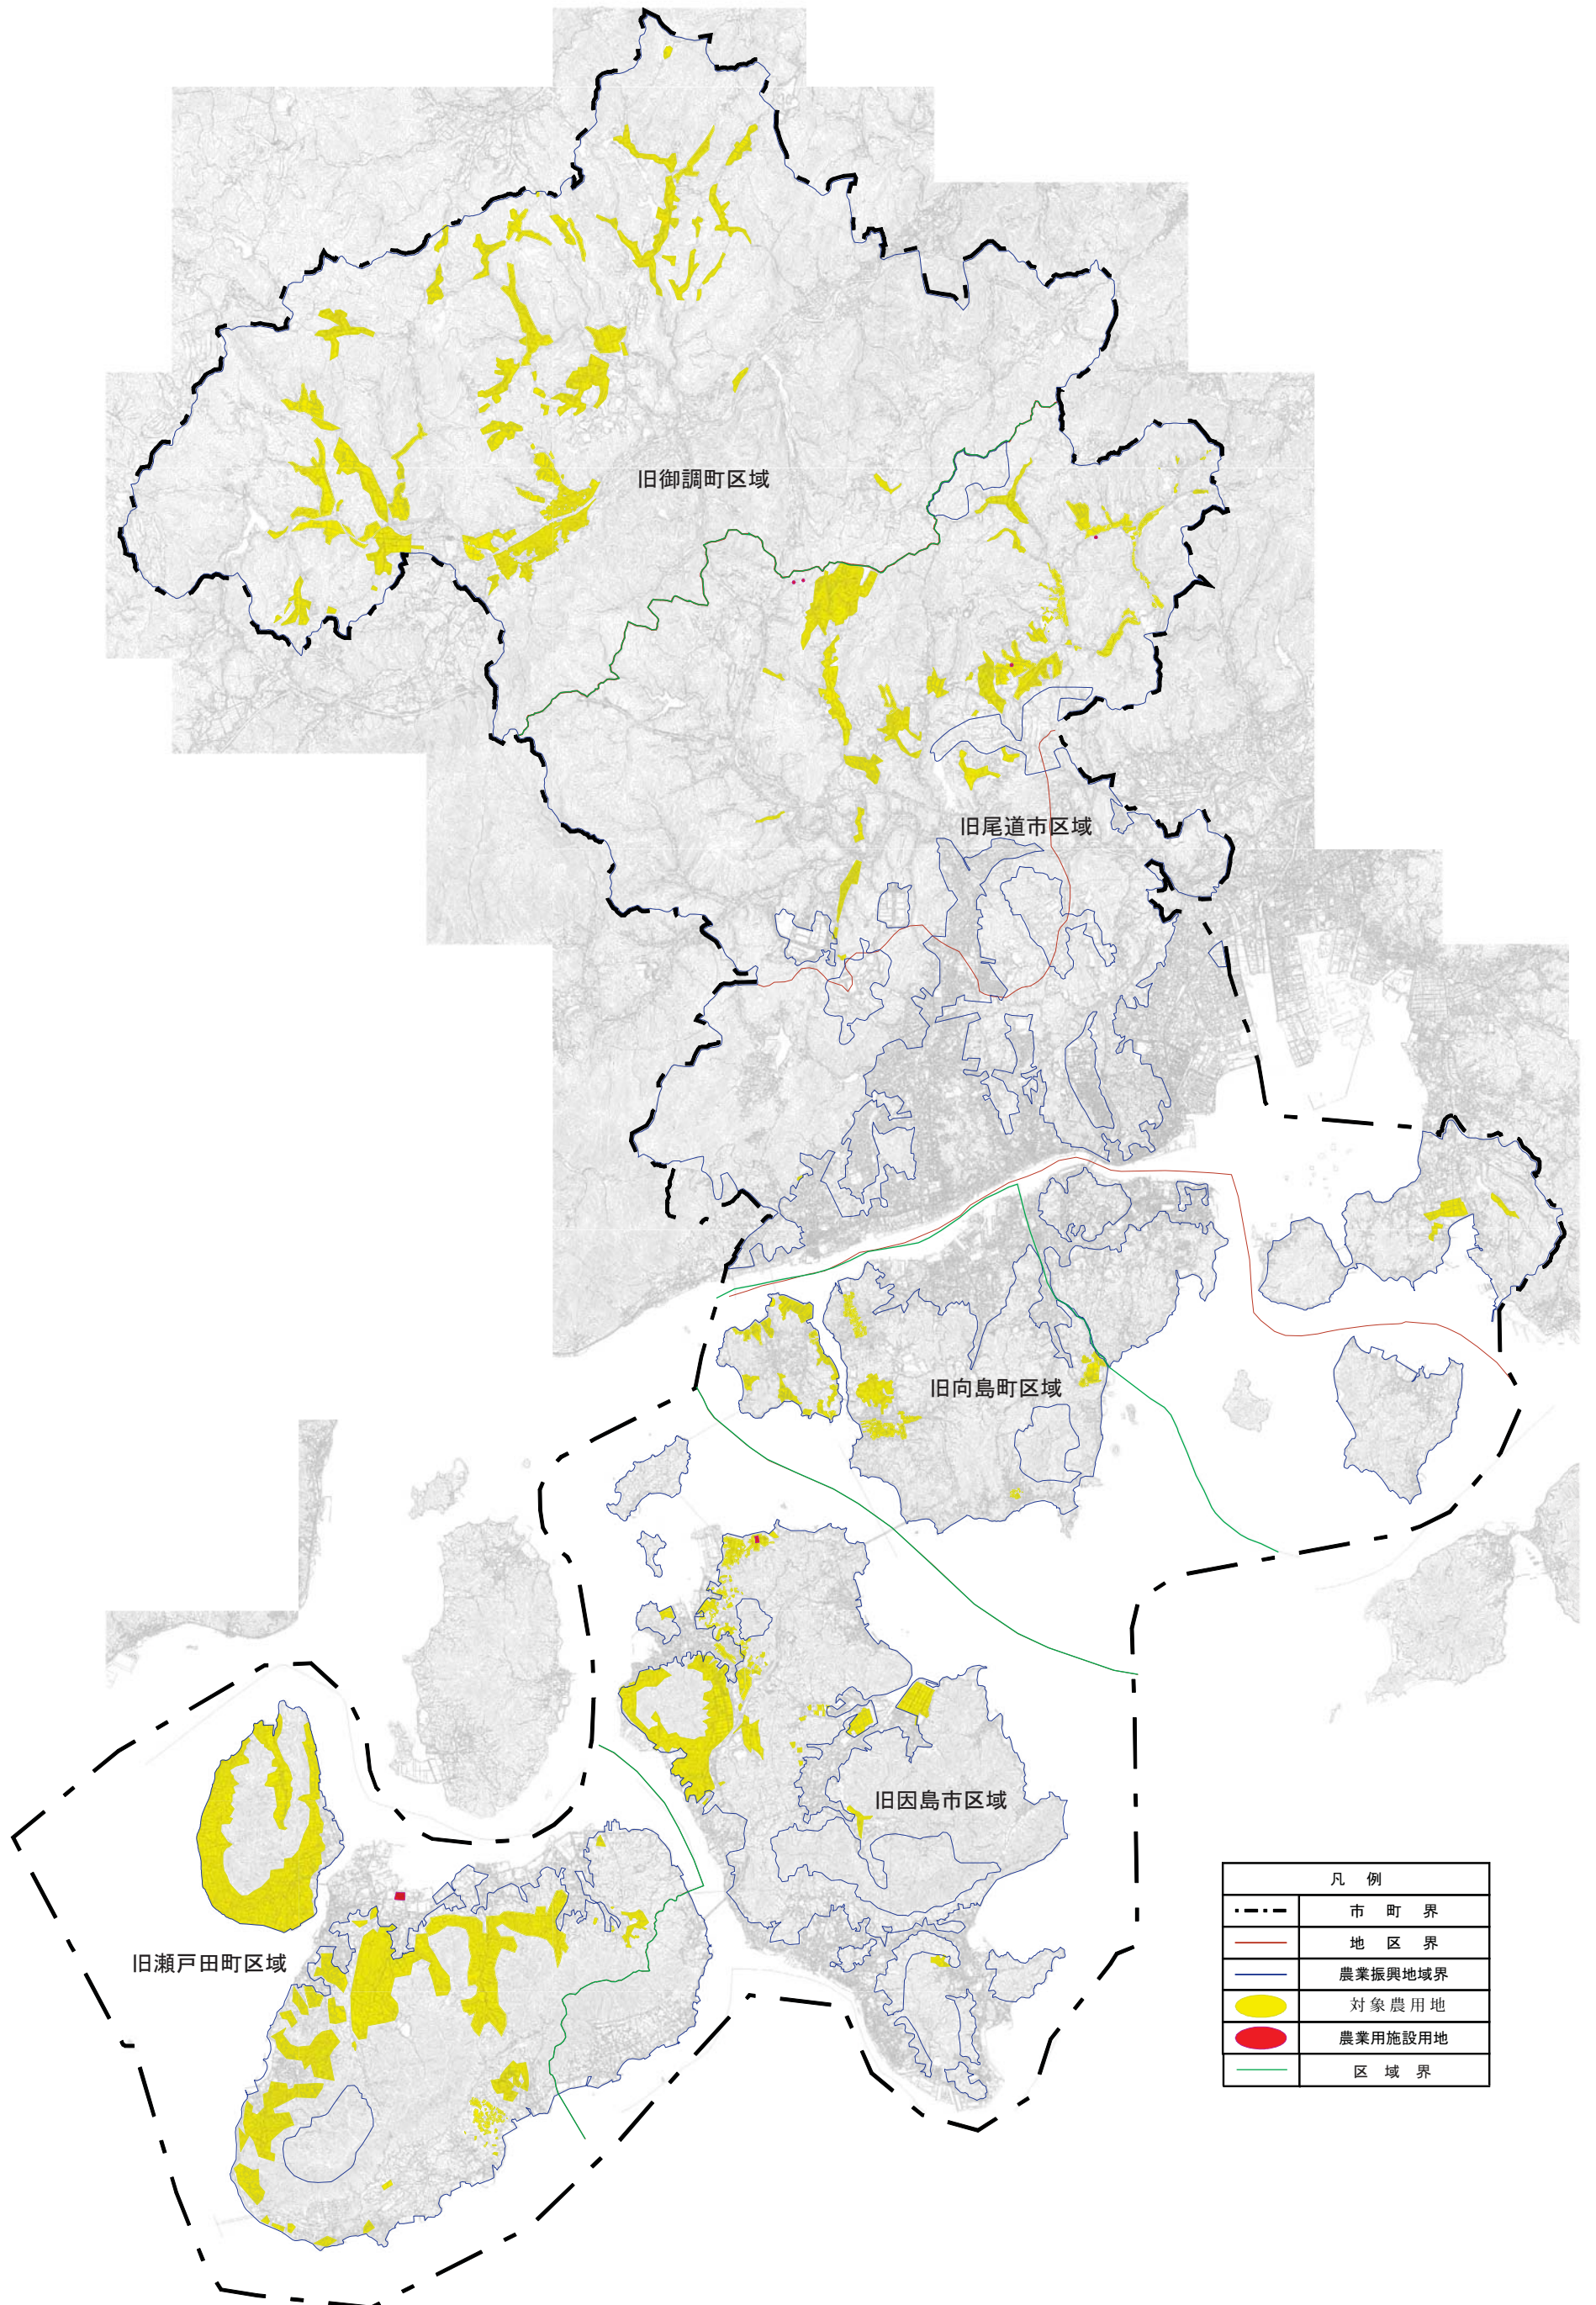 旧御調町区域
旧尾道市区域
旧向島町区域
旧因島市区域
旧瀬戸田町区域
凡 例
市 町 界
地 区 界
農業振興地域界
対象農用地
農業用施設用地
区 域 界